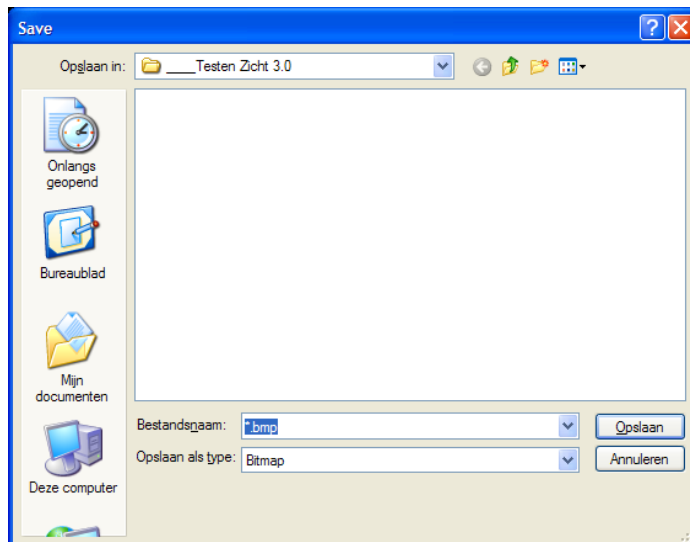 Save
Opslaan in:
____Testen Zicht 3.0
Onlangs
geopend
Bureaublad
Mijn
documenten
Deze computer
Bestandsnaam:
*.bmp
Opslaan
Opslaan als type:
Bitmap
Annuleren